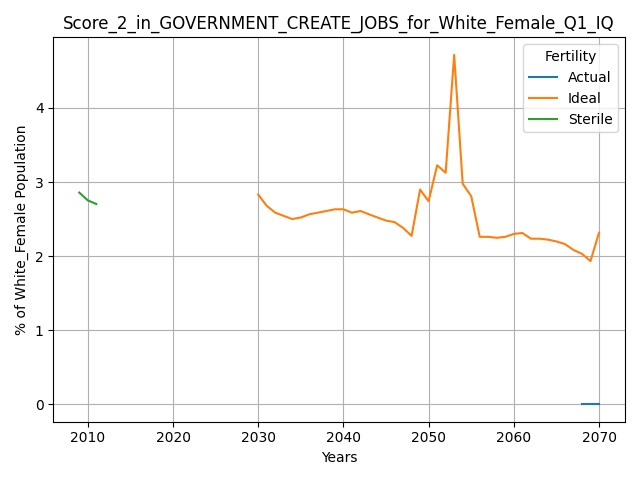 Score_2_in_GOVERNMENT_CREATE_JOBS_for_White_Female_Q1_IQ
Fertility
Actual
Ideal
Sterile
% of White_Female Population
4
3
2
1
0
2010 2020 2030 2040 2050 2060 2070
Years